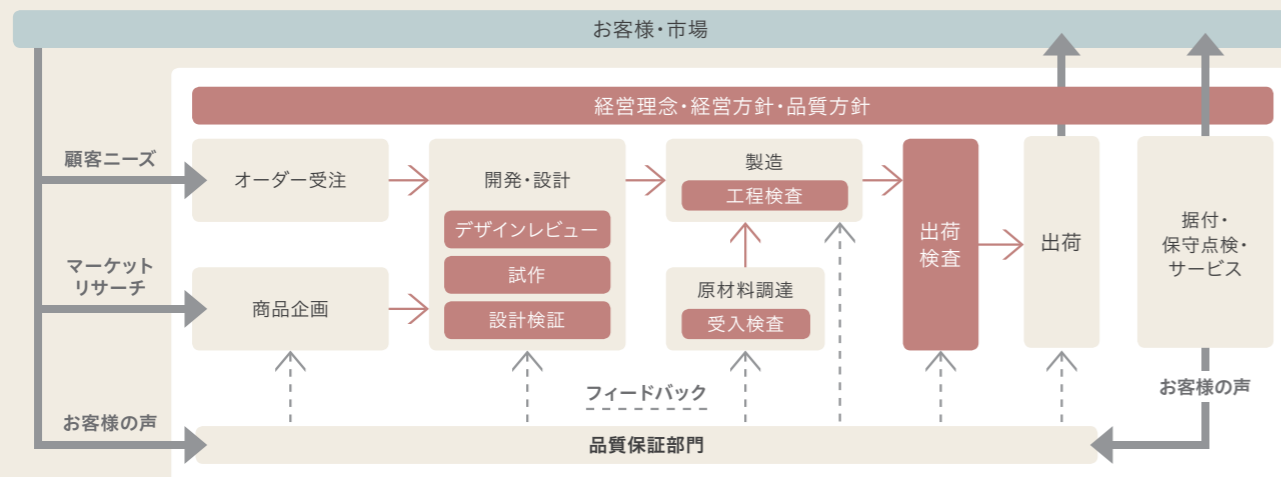 お客様・市場
経営理念・経営方針・品質方針
顧客ニーズ
オーダー受注
開発・設計
デザインレビュー
試作
設計検証
製造
工程検査
出荷
検査
出荷
据付・
保守点検・
サービス
マーケット
リサーチ
商品企画
原材料調達
受入検査
フィードバック
お客様の声
お客様の声
品質保証部門